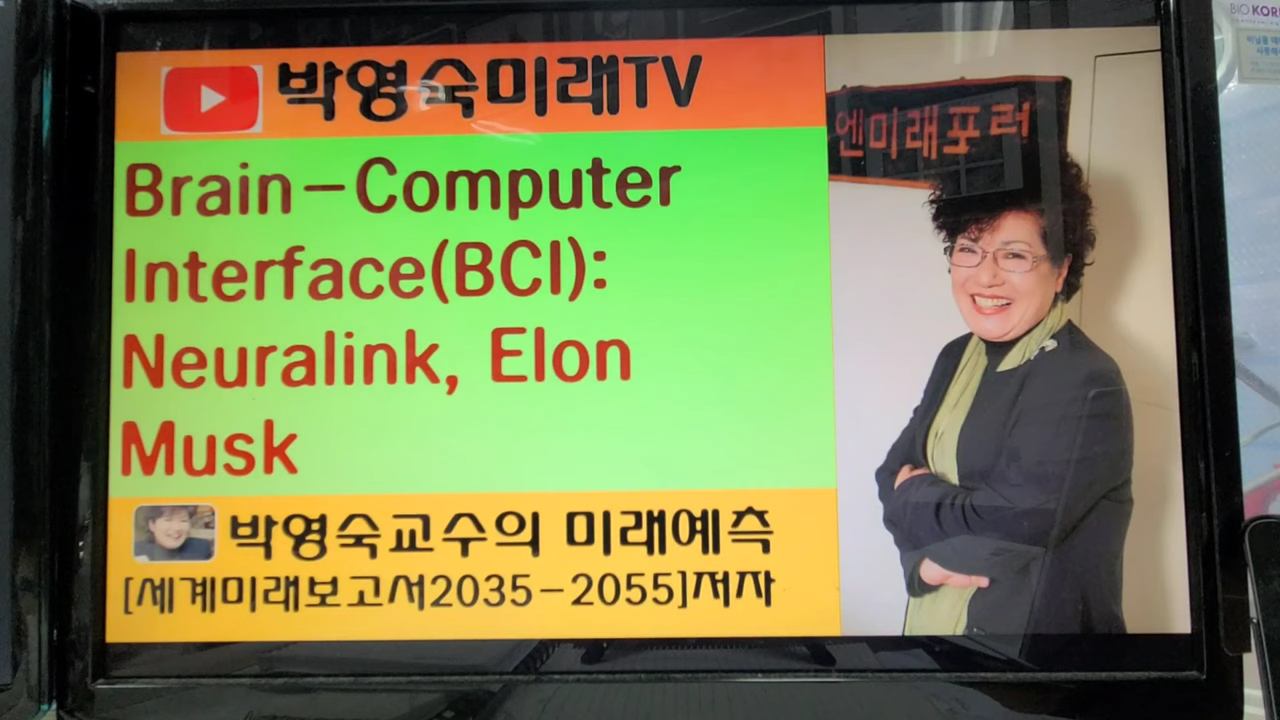 박영숙미래TV
Brain-Computer
Interface(BCI):
Neuralink, Elon
Musk
박영숙교수의 미래예측
[세계미래보고서2035-2055]저자
엔미래포럼
BIO